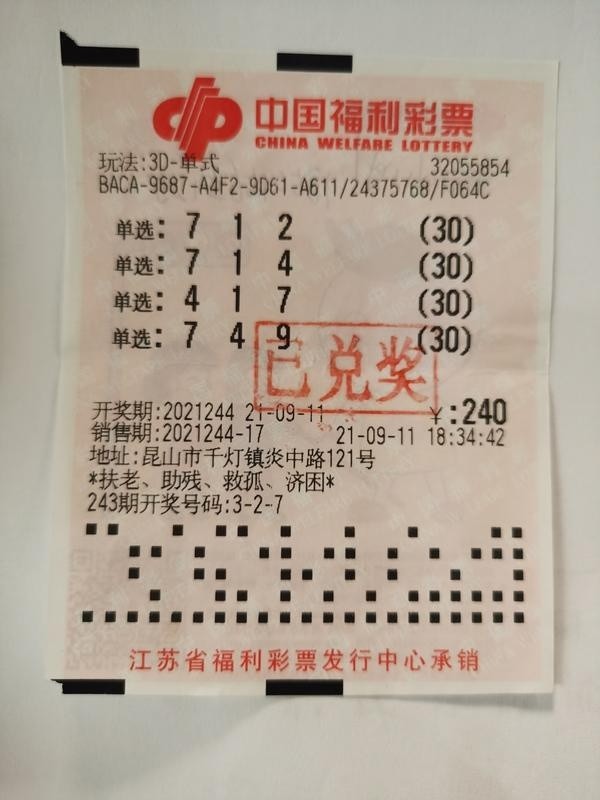 中国福利彩票
CHINA WELFARE LOTTERY
玩法:3D-单式 32055854
BACA-9687-A4F2-9D61-A611/24375768/F064C
单选: 7 1 2 (30)
单选: 7 1 4 (30)
单选: 4 1 7 (30)
单选: 7 4 9 (30)
已兑奖
开奖期:2021244 21-09-11 ¥:240
销售期:2021244-17 21-09-11 18:34:42
地址:昆山市千灯镇炎中路121号
*扶老、助残、救孤、济困*
243期开奖号码:3-2-7
江苏省福利彩票发行中心承销